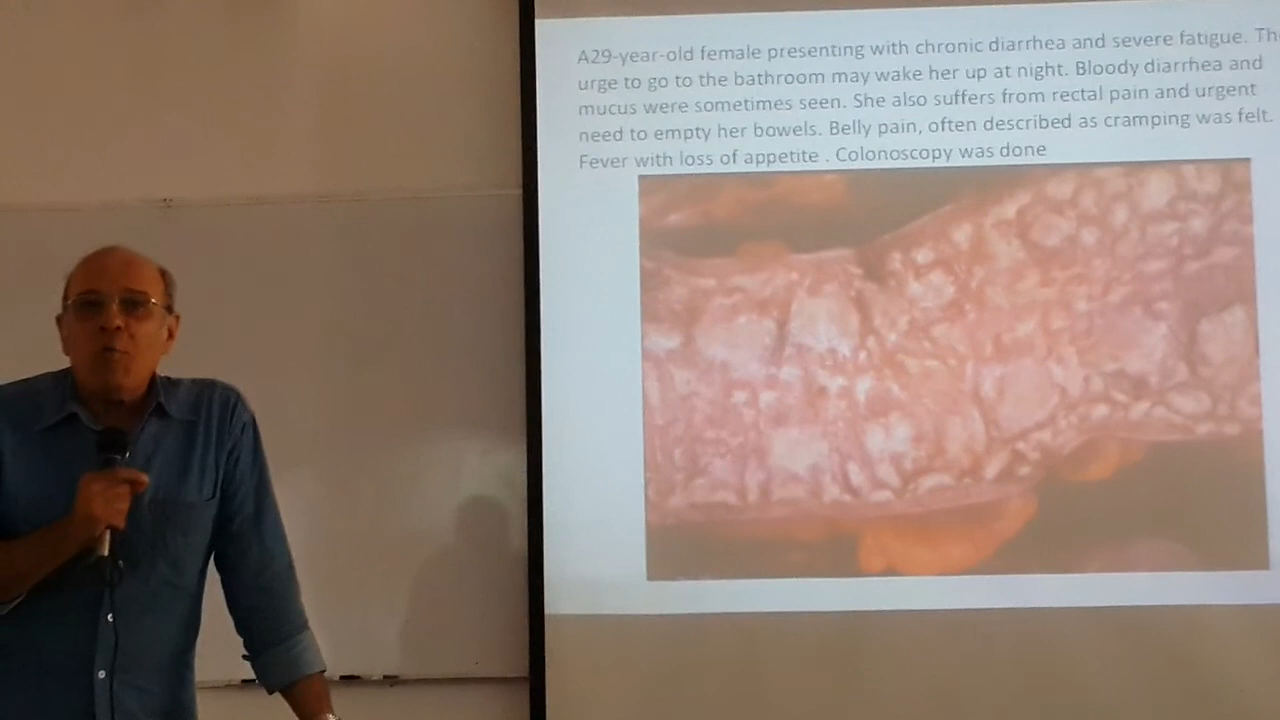 A29-year-old female presenting with chronic diarrhea and severe fatigue.
urge to go to the bathroom may wake her up at night. Bloody diarrhea and
mucus were sometimes seen. She also suffers from rectal pain and urgent
need to empty her bowels. Belly pain, often described as cramping was felt.
Fever with loss of appetite . Colonoscopy was done